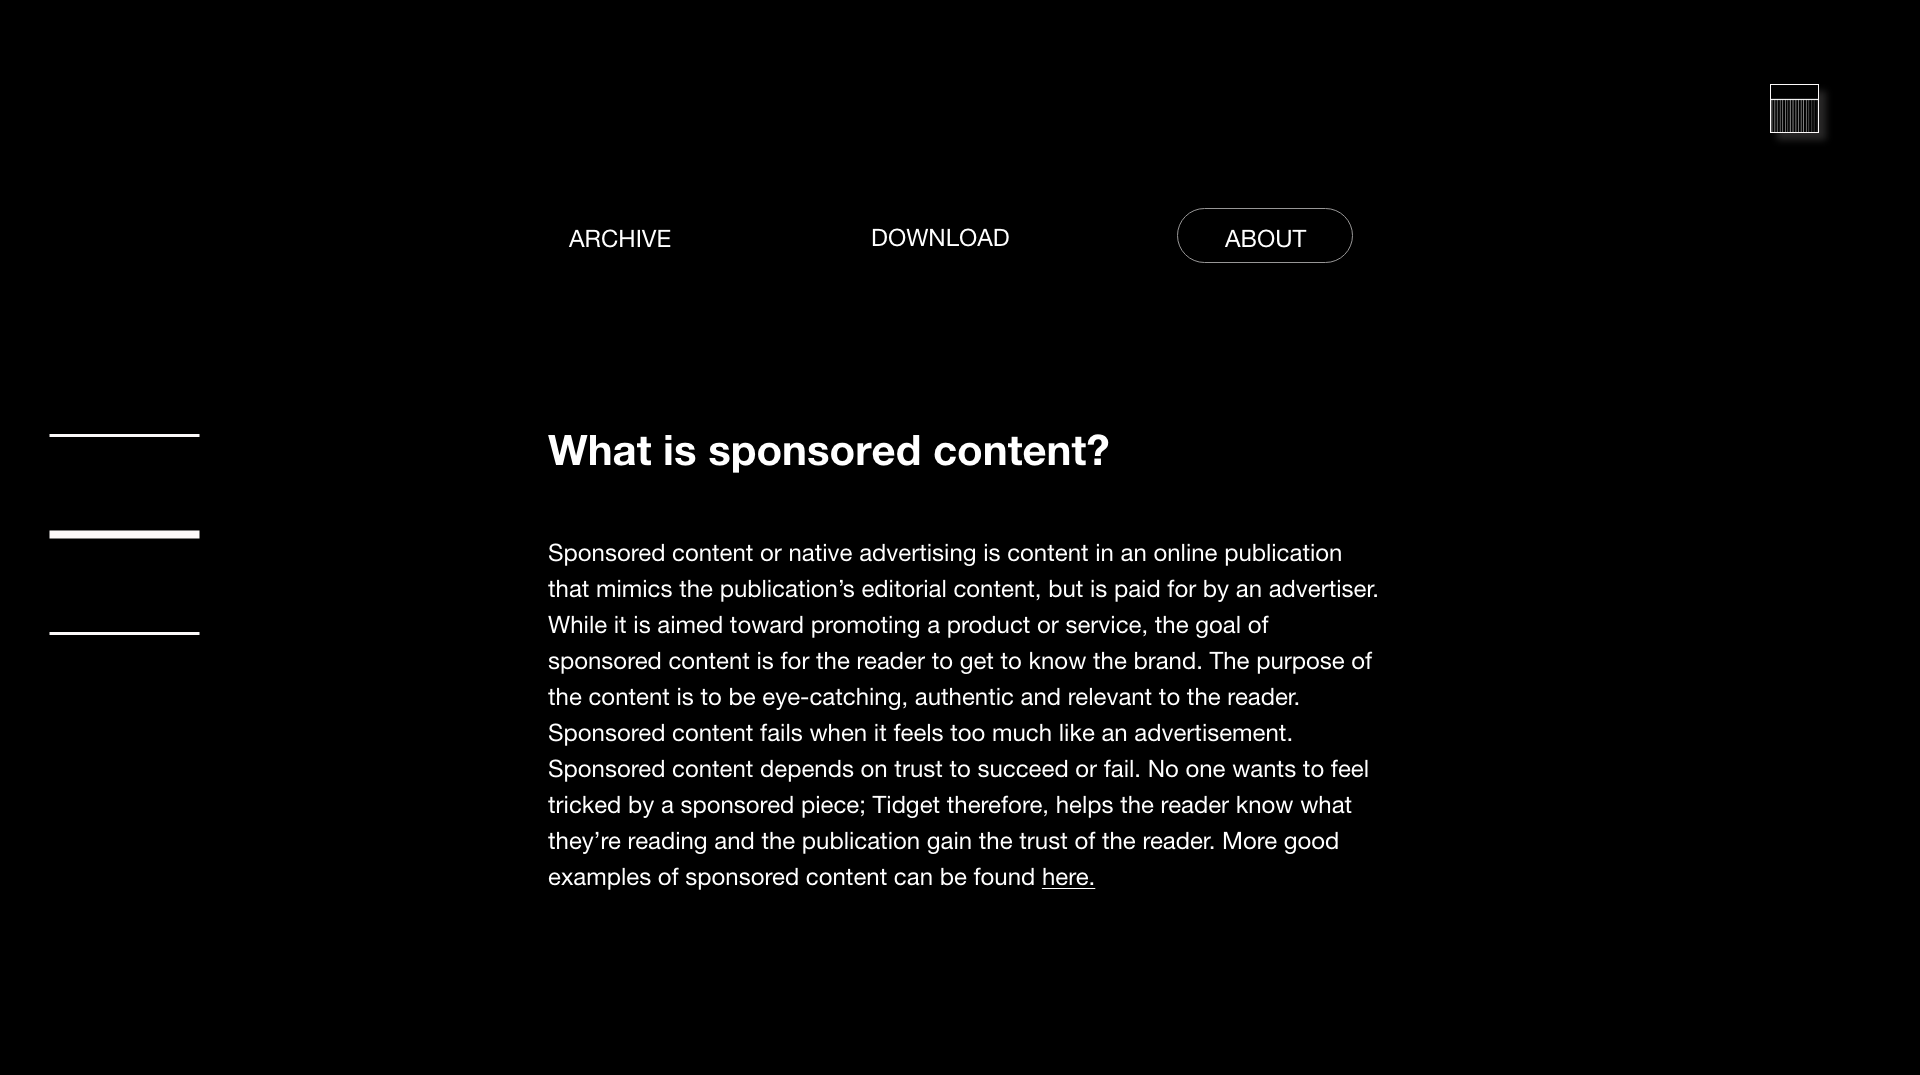 ARCHIVE
DOWNLOAD
ABOUT
What is sponsored content?
Sponsored content or native advertising is content in an online publication
that mimics the publication’s editorial content, but is paid for by an advertiser.
While it is aimed toward promoting a product or service, the goal of
sponsored content is for the reader to get to know the brand. The purpose of
the content is to be eye-catching, authentic and relevant to the reader.
Sponsored content fails when it feels too much like an advertisement.
Sponsored content depends on trust to succeed or fail. No one wants to feel
tricked by a sponsored piece; Tidget therefore, helps the reader know what
they’re reading and the publication gain the trust of the reader. More good
examples of sponsored content can be found here.